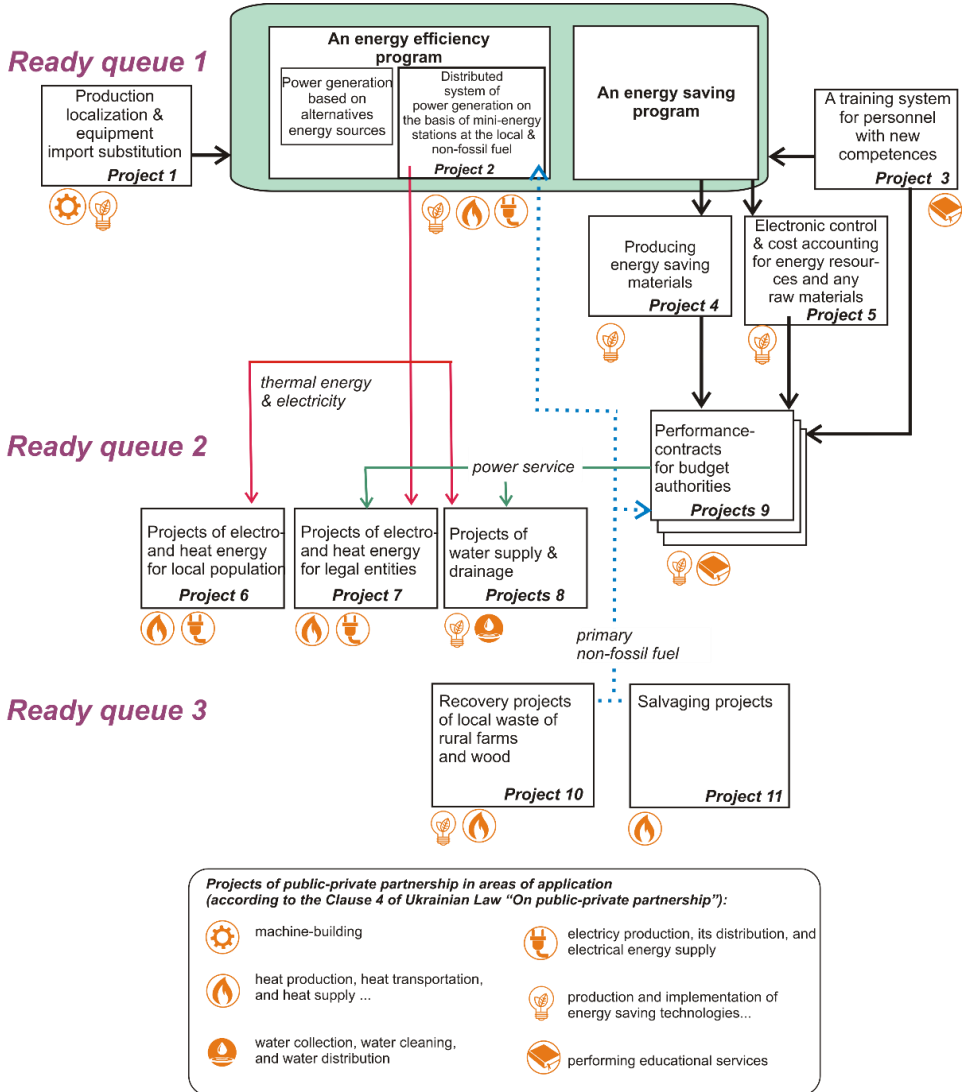 Ready queue 1
An energy efficiency
program
Power generation
based on
alternatives
energy sources
Distributed
system of
power generation on
the basis of mini-energy
stations at the local &
non-fossil fuel
Project 2
An energy saving
program
Production
localization &
equipment
import substitution
Project 1
A training system
for personnel
with new
competences
Project 3
Producing
energy saving
materials
Project 4
Electronic control
& cost accounting
for energy resour-
ces and any
raw materials
Project 5
thermal energy
& electricity
Ready queue 2
power service
Performance-
contracts
for budget
authorities
Projects 9
Projects of electro-
and heat energy
for local population
Project 6
Projects of electro-
and heat energy
for legal entities
Project 7
Projects of
water supply &
drainage
Projects 8
primary
non-fossil fuel
Ready queue 3
Recovery projects
of local waste of
rural farms
and wood
Project 10
Salvaging projects
Project 11
Projects of public-private partnership in areas of application
(according to the Clause 4 of Ukrainian Law “On public-private partnership”):
machine-building
heat production, heat transportation,
and heat supply ...
water collection, water cleaning,
and water distribution
electricy production, its distribution, and
electrical energy supply
production and implementation of
energy saving technologies...
performing educational services